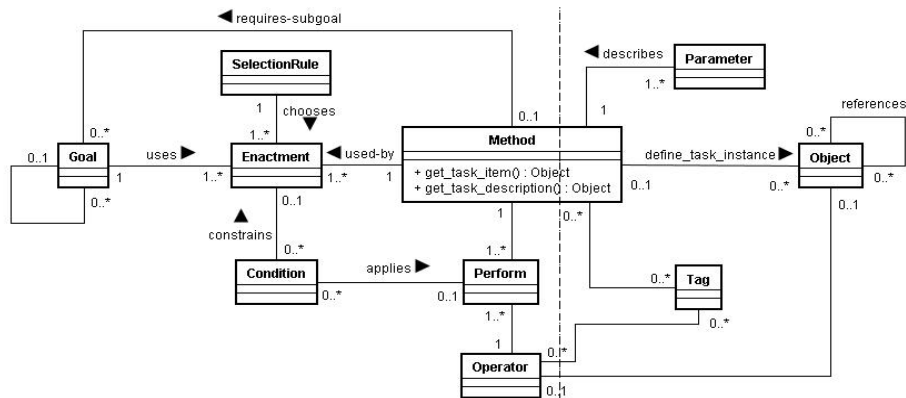 ◄ requires-subgoal
SelectionRule
◄ describes
Parameter
1
chooses
▼
1..*
1
references
0..*
0..1
1..*
0..*
Method
0..1
Goal
uses ►
Enactment
◄ used-by
+ get_task_item() : Object
+ get_task_description() : Object
define_task_instance ►
Object
1
1..*
1..*
1
0..1
0..*
0..*
0..*
0..1
1
0..*
0..1
▲
constrains
0..*
1..*
Condition
applies ►
Perform
0..*
Tag
0..*
0..1
1..*
0..*
1
0..*
Operator
0..1